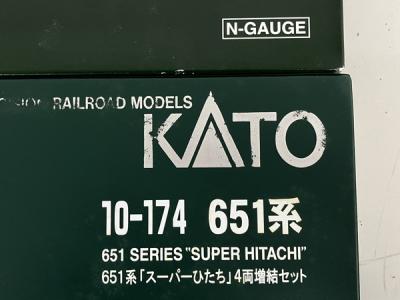 N-GAUGE
RAILROAD MODELS
KATO
10-174 651系
651 SERIES "SUPER HITACHI"
651系「スーパーひたち」4両増結セット